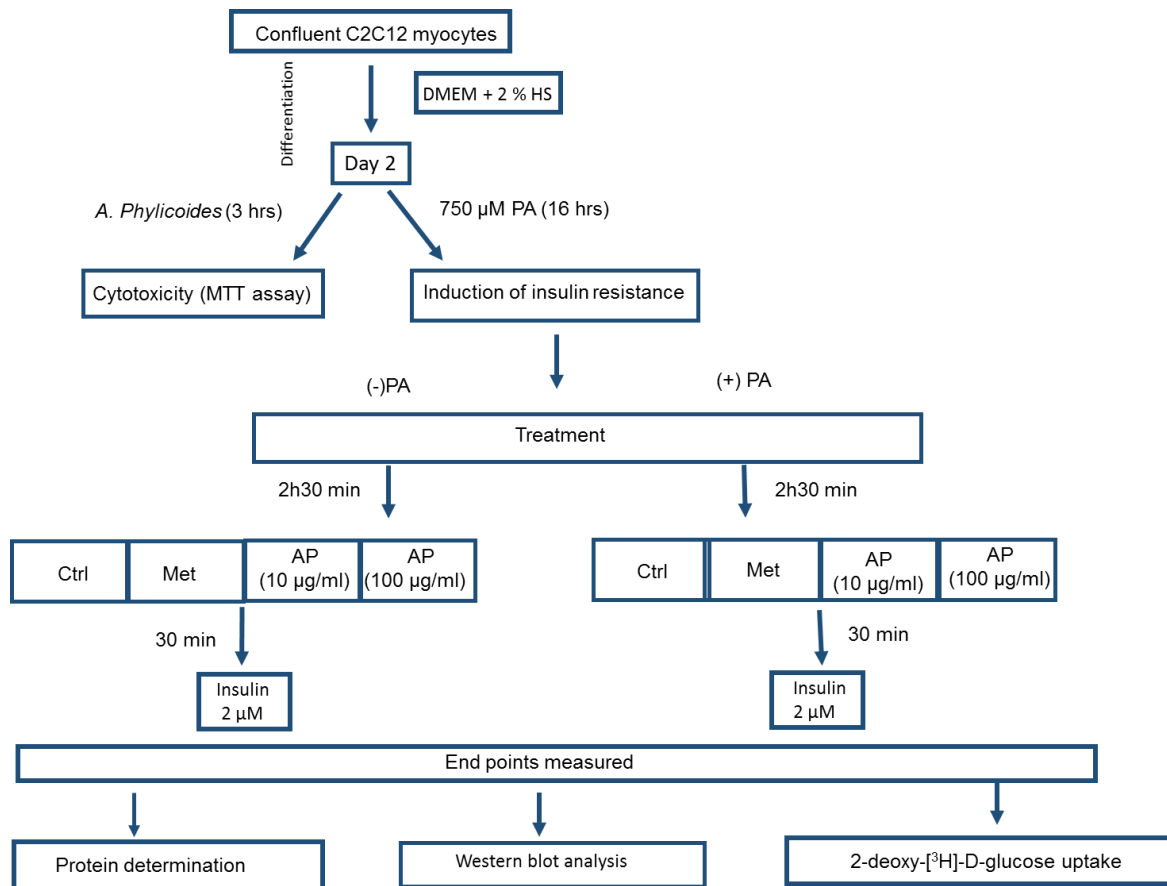 Confluent C2C12 myocytes
Differentiation
DMEM + 2 % HS
Day 2
A. Phylicoides (3 hrs)
750 µM PA (16 hrs)
Cytotoxicity (MTT assay)
Induction of insulin resistance
(-)PA
(+) PA
Treatment
2h30 min
2h30 min
Ctrl
Met
AP
(10 µg/ml)
AP
(100 µg/ml)
Ctrl
Met
AP
(10 µg/ml)
AP
(100 µg/ml)
30 min
30 min
Insulin
2 µM
Insulin
2 µM
End points measured
Protein determination
Western blot analysis
2-deoxy-[³H]-D-glucose uptake